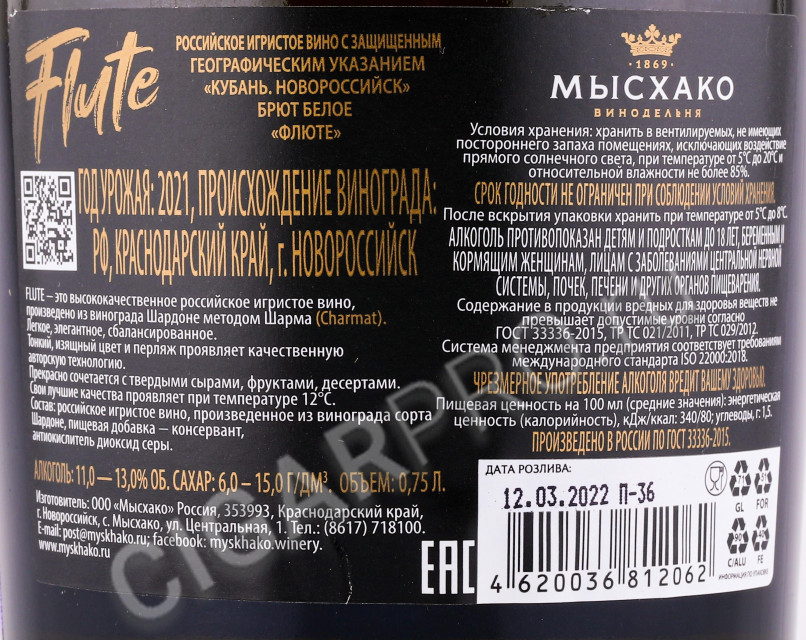 Flute
РОССИЙСКОЕ ИГРИСТОЕ ВИНО С ЗАЩИЩЕННЫМ
ГЕОГРАФИЧЕСКИМ УКАЗАНИЕМ
«КУБАНЬ. НОВОРОССИЙСК»
БРЮТ БЕЛОЕ
«ФЛЮТЕ»
ГОД УРОЖАЯ: 2021, ПРОИСХОЖДЕНИЕ ВИНОГРАДА:
РФ, КРАСНОДАРСКИЙ КРАЙ, г. НОВОРОССИЙСК
FLUTE – это высококачественное российское игристое вино,
произведено из винограда Шардоне методом Шарма (Charmat).
Легкое, элегантное, сбалансированное.
Тонкий, изящный цвет и перляж проявляет качественную
авторскую технологию.
Прекрасно сочетается с твердыми сырами, фруктами, десертами.
Свои лучшие качества проявляет при температуре 12°С.
Состав: российское игристое вино, произведенное из винограда сорта
Шардоне, пищевая добавка – консервант,
антиокислитель диоксид серы.
АЛКОГОЛЬ: 11,0 — 13,0% ОБ. САХАР: 6,0 – 15,0 Г/ДМ³. ОБЪЕМ: 0,75 Л.
Изготовитель: ООО «Мысхако» Россия, 353993, Краснодарский край,
г. Новороссийск, с. Мысхако, ул. Центральная, 1. Тел.: (8617) 718100.
E-mail: post@myskhako.ru; facebook: myskhako.winery.
www.myskhako.ru
1869
МЫСХАКО
ВИНОДЕЛЬНЯ
Условия хранения: хранить в вентилируемых, не имеющих
постороннего запаха помещениях, исключающих воздействие
прямого солнечного света, при температуре от 5°С до 20°С и
относительной влажности не более 85%.
СРОК ГОДНОСТИ НЕ ОГРАНИЧЕН ПРИ СОБЛЮДЕНИИ УСЛОВИЙ ХРАНЕНИЯ.
После вскрытия упаковки хранить при температуре от 5°С до 8°С.
АЛКОГОЛЬ ПРОТИВОПОКАЗАН ДЕТЯМ И ПОДРОСТКАМ ДО 18 ЛЕТ, БЕРЕМЕННЫМ И
КОРМЯЩИМ ЖЕНЩИНАМ, ЛИЦАМ С ЗАБОЛЕВАНИЯМИ ЦЕНТРАЛЬНОЙ НЕРВНОЙ
СИСТЕМЫ, ПОЧЕК, ПЕЧЕНИ И ДРУГИХ ОРГАНОВ ПИЩЕВАРЕНИЯ.
Содержание в продукции вредных для здоровья веществ не
превышает допустимые уровни согласно
ГОСТ 33336-2015, ТР ТС 021/2011, ТР ТС 029/2012.
Система менеджмента предприятия соответствует требованиям
международного стандарта ISO 22000:2018.
ЧРЕЗМЕРНОЕ УПОТРЕБЛЕНИЕ АЛКОГОЛЯ ВРЕДИТ ВАШЕМУ ЗДОРОВЬЮ.
Пищевая ценность на 100 мл (средние значения): энергетическая
ценность (калорийность), кДж/ккал: 340/80; углеводы, г: 1,5.
ПРОИЗВЕДЕНО В РОССИИ ПО ГОСТ 33336-2015.
ДАТА РОЗЛИВА:
12.03.2022 П-36
EAC
4 620036 812062
GL
FOR
C/ALU
FE
ИНФОРМАЦИЯ ПО УПАКОВКЕ
CIGARPRO.RU